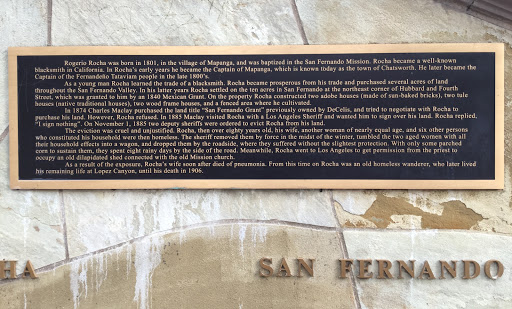 Rogerio Rocha was born in 1801, in the village of Mapanga, and was baptized in the San Fernando Mission. Rocha became a well-known
blacksmith in California. In Rocha's early years he became the Captain of Mapanga, which is known today as the town of Chatsworth. He later became the
Captain of the Fernandeño Tataviam people in the late 1800's.
As a young man Rocha learned the trade of a blacksmith. Rocha became prosperous from his trade and purchased several acres of land
throughout the San Fernando Valley. In his latter years Rocha settled on the ten acres in San Fernando at the northeast corner of Hubbard and Fourth
Street, which was granted to him by an 1840 Mexican Grant. On the property Rocha constructed two adobe houses (made of sun-baked bricks), two tule
houses (native traditional houses), two wood frame houses, and a fenced area where he cultivated.
In 1874 Charles Maclay purchased the land title "San Fernando Grant" previously owned by DeCelis, and tried to negotiate with Rocha to
purchase his land. However, Rocha refused. In 1885 Maclay visited Rocha with a Los Angeles Sheriff and wanted him to sign over his land. Rocha replied,
"I sign nothing". On November 1, 1885 two deputy sheriffs were ordered to evict Rocha from his land.
The eviction was cruel and unjustified. Rocha, then over eighty years old, his wife, another woman of nearly equal age, and six other persons
who constituted his household were then homeless. The sheriff removed them by force in the midst of the winter, tumbled the two aged women with all
their household effects into a wagon, and dropped them by the roadside, where they suffered without the slightest protection. With only some parched
corn to sustain them, they spent eight rainy days by the side of the road. Meanwhile, Rocha went to Los Angeles to get permission from the priest to
occupy an old dilapidated shed connected with the old Mission church.
As a result of the exposure, Rocha's wife soon after died of pneumonia. From this time on Rocha was an old homeless wanderer, who later lived
his remaining life at Lopez Canyon, until his death in 1906.
HA
SAN FERNANDO